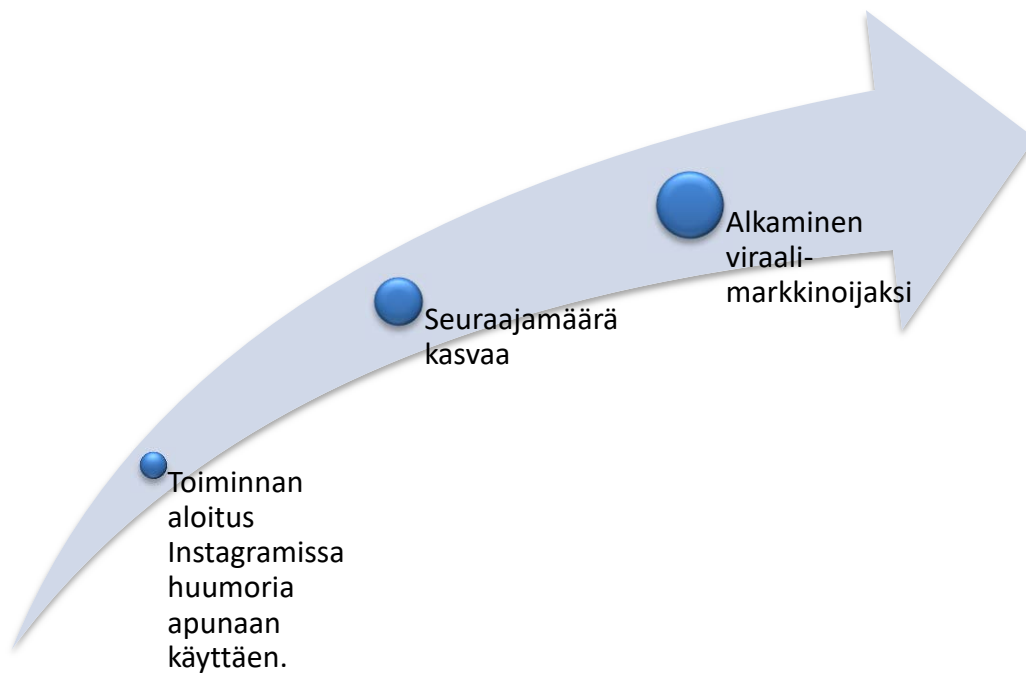 Alkaminen
viraali-
markkinoijaksi
Seuraajamäärä
kasvaa
Toiminnan
aloitus
Instagramissa
huumoria
apunaan
käyttäen.